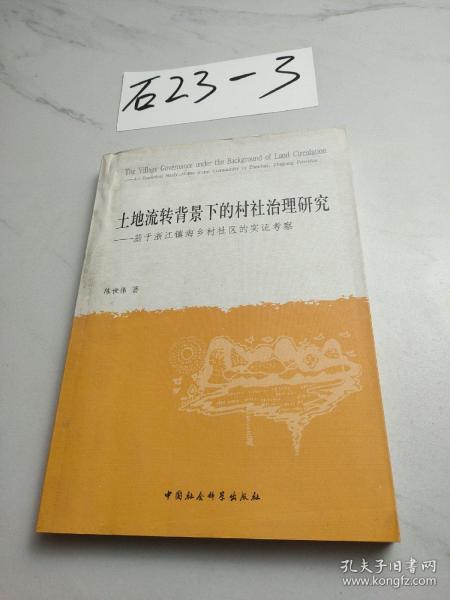 石23-3
The Village Governance under the Background of Land Circulation
土地流转背景下的村社治理研究
——基于浙江镇海乡村社区的实证考察
陈世伟 著
中国社会科学出版社
孔夫子旧书网
www.kongfz.com